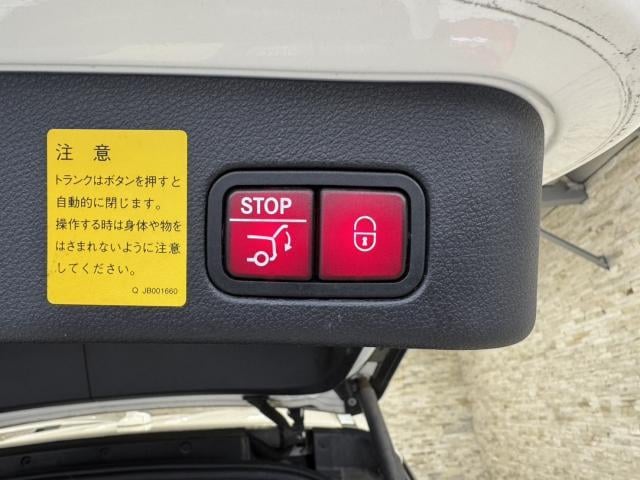 注 意
トランクはボタンを押すと
自動的に閉じます。
操作する時は身体や物を
はさまれないように注意
してください。
Q JB001660
STOP